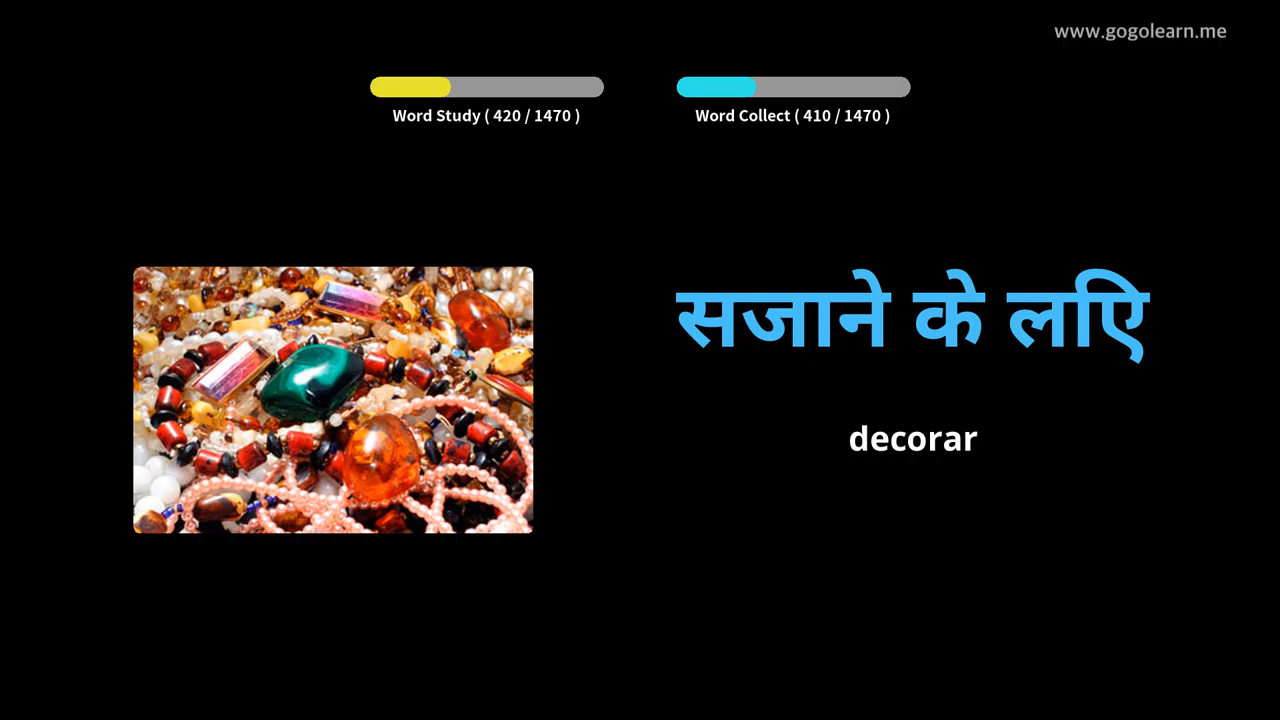 www.gogolearn.me
Word Study ( 420 / 1470 )
Word Collect ( 410 / 1470 )
सजाने के लिए
decorar